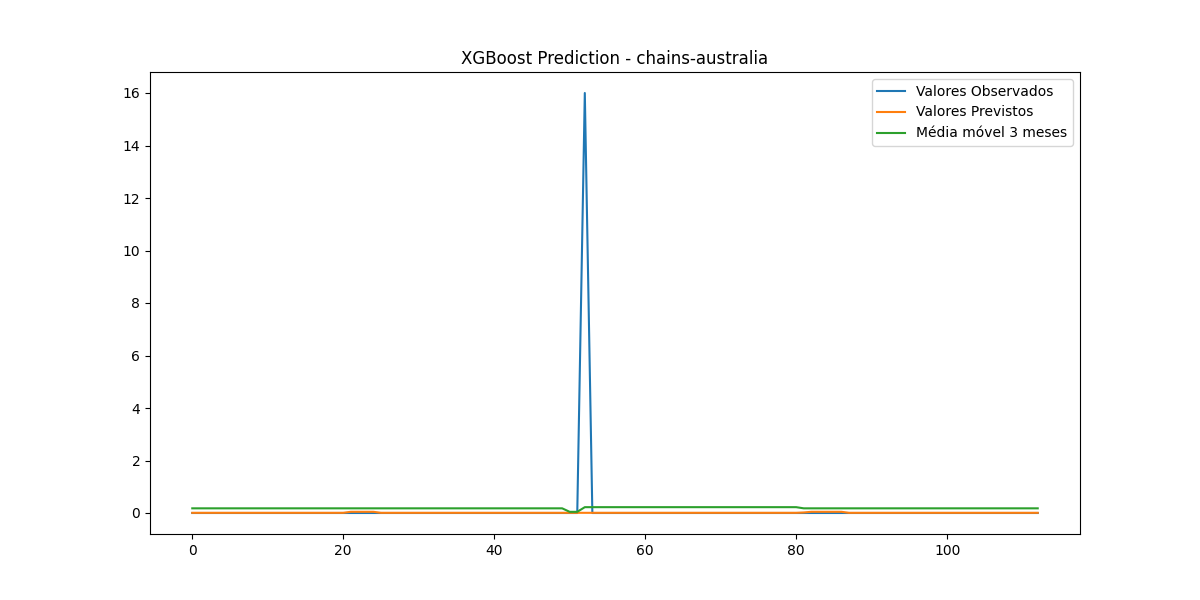 XGBoost Prediction - chains-australia
Valores Observados
Valores Previstos
Média móvel 3 meses
16
14
12
10
8
6
4
2
0
0 20 40 60 80 100